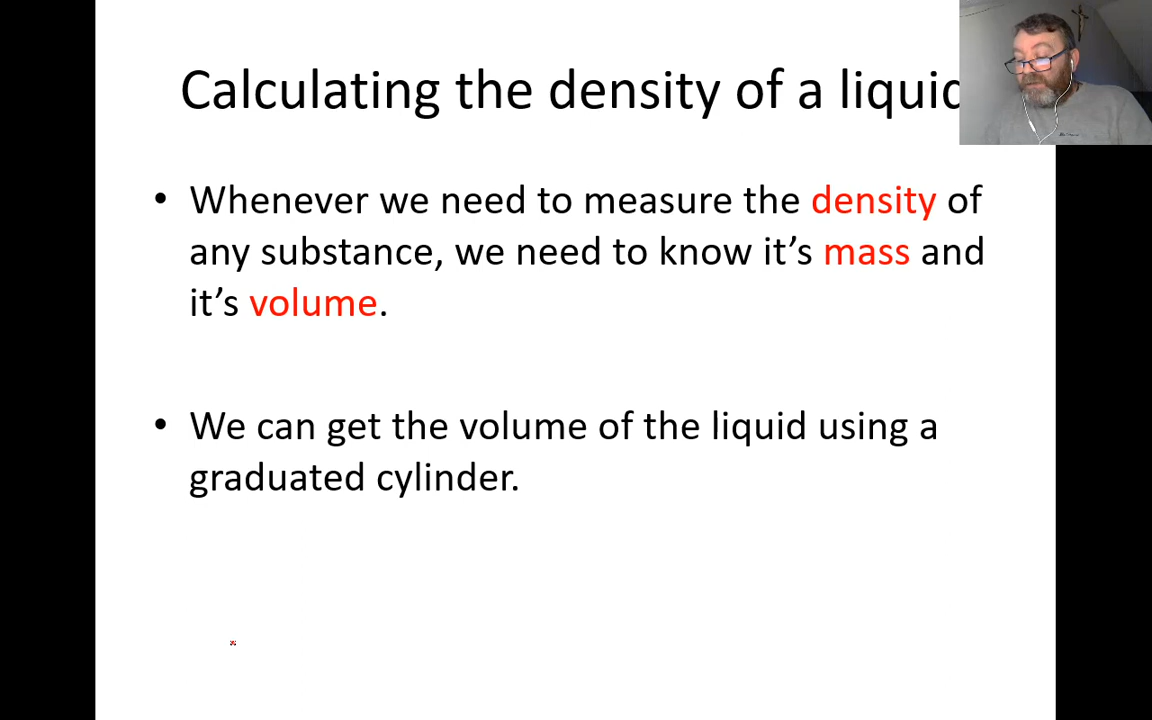 Calculating the density of a liquid
• Whenever we need to measure the density of
any substance, we need to know it’s mass and
it’s volume.
• We can get the volume of the liquid using a
graduated cylinder.